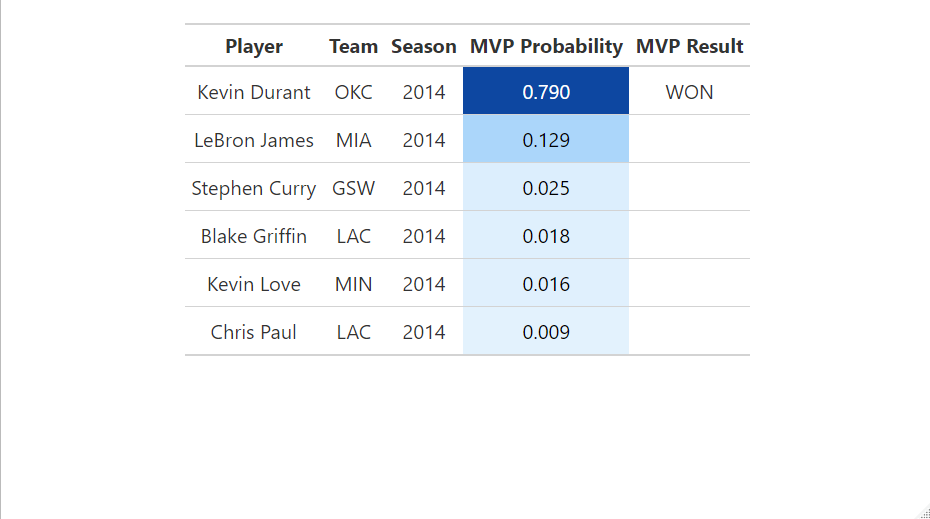 Player Team Season MVP Probability MVP Result
Kevin Durant OKC 2014 0.790 WON
LeBron James MIA 2014 0.129
Stephen Curry GSW 2014 0.025
Blake Griffin LAC 2014 0.018
Kevin Love MIN 2014 0.016
Chris Paul LAC 2014 0.009